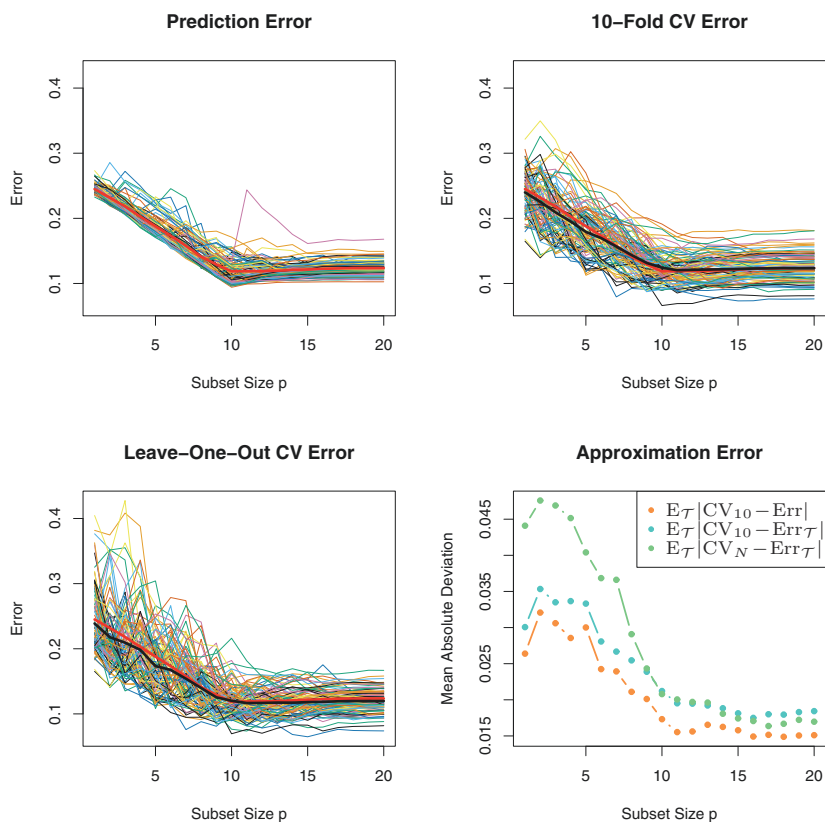 Prediction Error
Error
0.1 0.2 0.3 0.4
5 10 15 20
Subset Size p
10−Fold CV Error
Error
0.1 0.2 0.3 0.4
5 10 15 20
Subset Size p
Leave−One−Out CV Error
Error
0.1 0.2 0.3 0.4
5 10 15 20
Subset Size p
Approximation Error
Mean Absolute Deviation
0.015 0.025 0.035 0.045
E𝒯|CV₁₀−Err|
E𝒯|CV₁₀−Err𝒯|
E𝒯|CV_N−Err𝒯|
5 10 15 20
Subset Size p